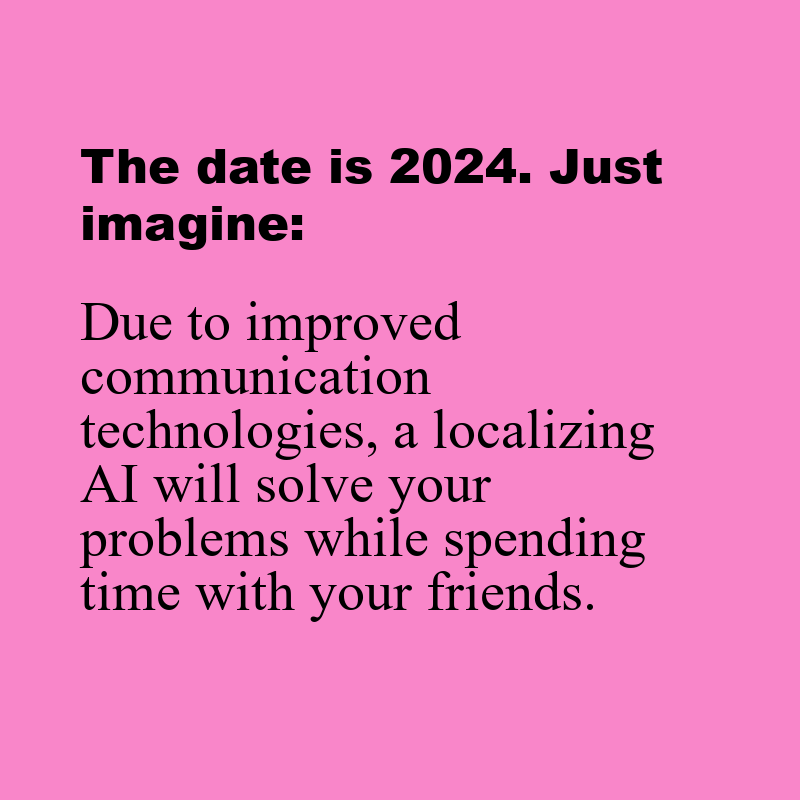 The date is 2024. Just
imagine:
Due to improved
communication
technologies, a localizing
AI will solve your
problems while spending
time with your friends.